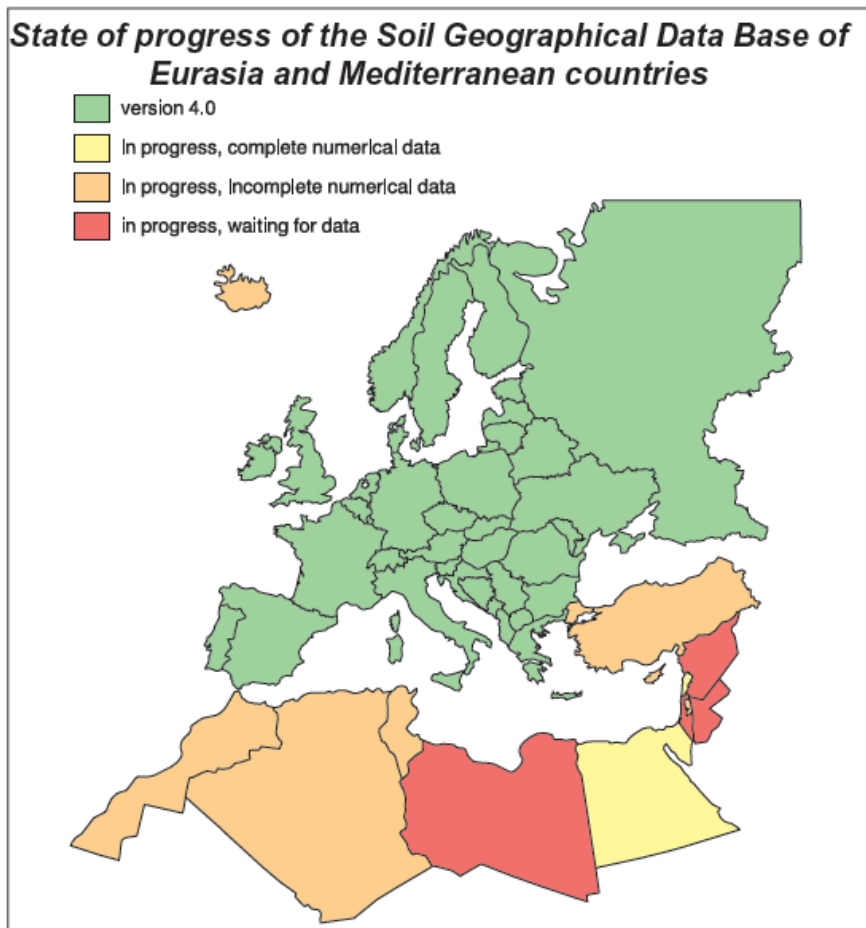 State of progress of the Soil Geographical Data Base of
Eurasia and Mediterranean countries
version 4.0
In progress, complete numerical data
In progress, Incomplete numerical data
in progress, waiting for data